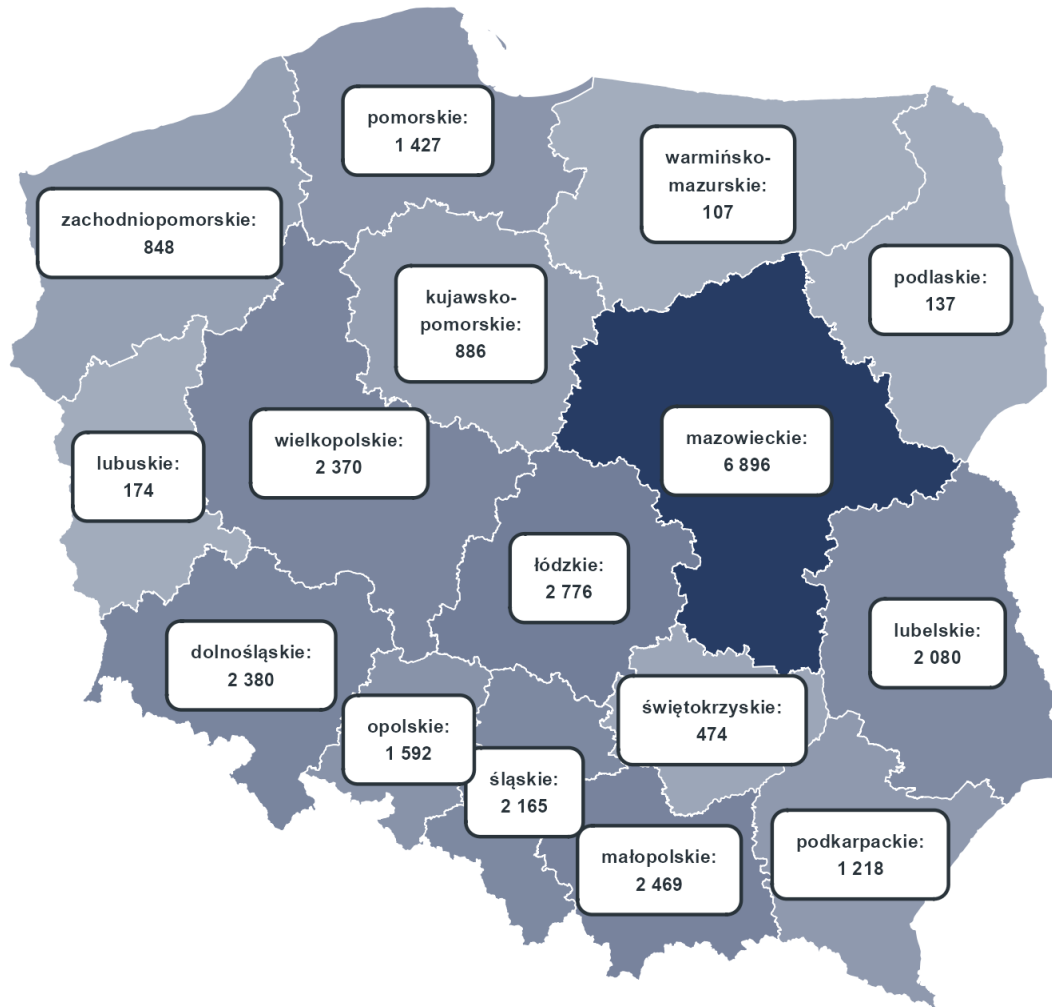 pomorskie:
1 427
warmińsko-
mazurskie:
107
zachodniopomorskie:
848
podlaskie:
137
kujawsko-
pomorskie:
886
wielkopolskie:
2 370
mazowieckie:
6 896
lubuskie:
174
łódzkie:
2 776
lubelskie:
2 080
dolnośląskie:
2 380
świętokrzyskie:
474
opolskie:
1 592
śląskie:
2 165
małopolskie:
2 469
podkarpackie:
1 218